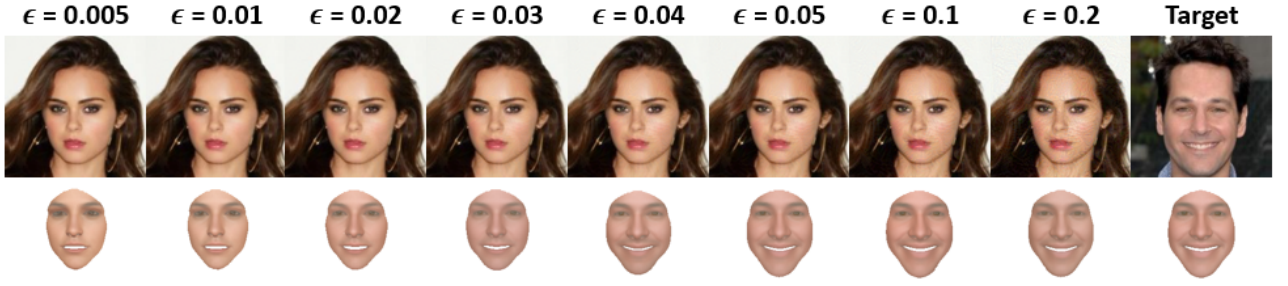 ϵ = 0.005 ϵ = 0.01 ϵ = 0.02 ϵ = 0.03 ϵ = 0.04 ϵ = 0.05 ϵ = 0.1 ϵ = 0.2 Target